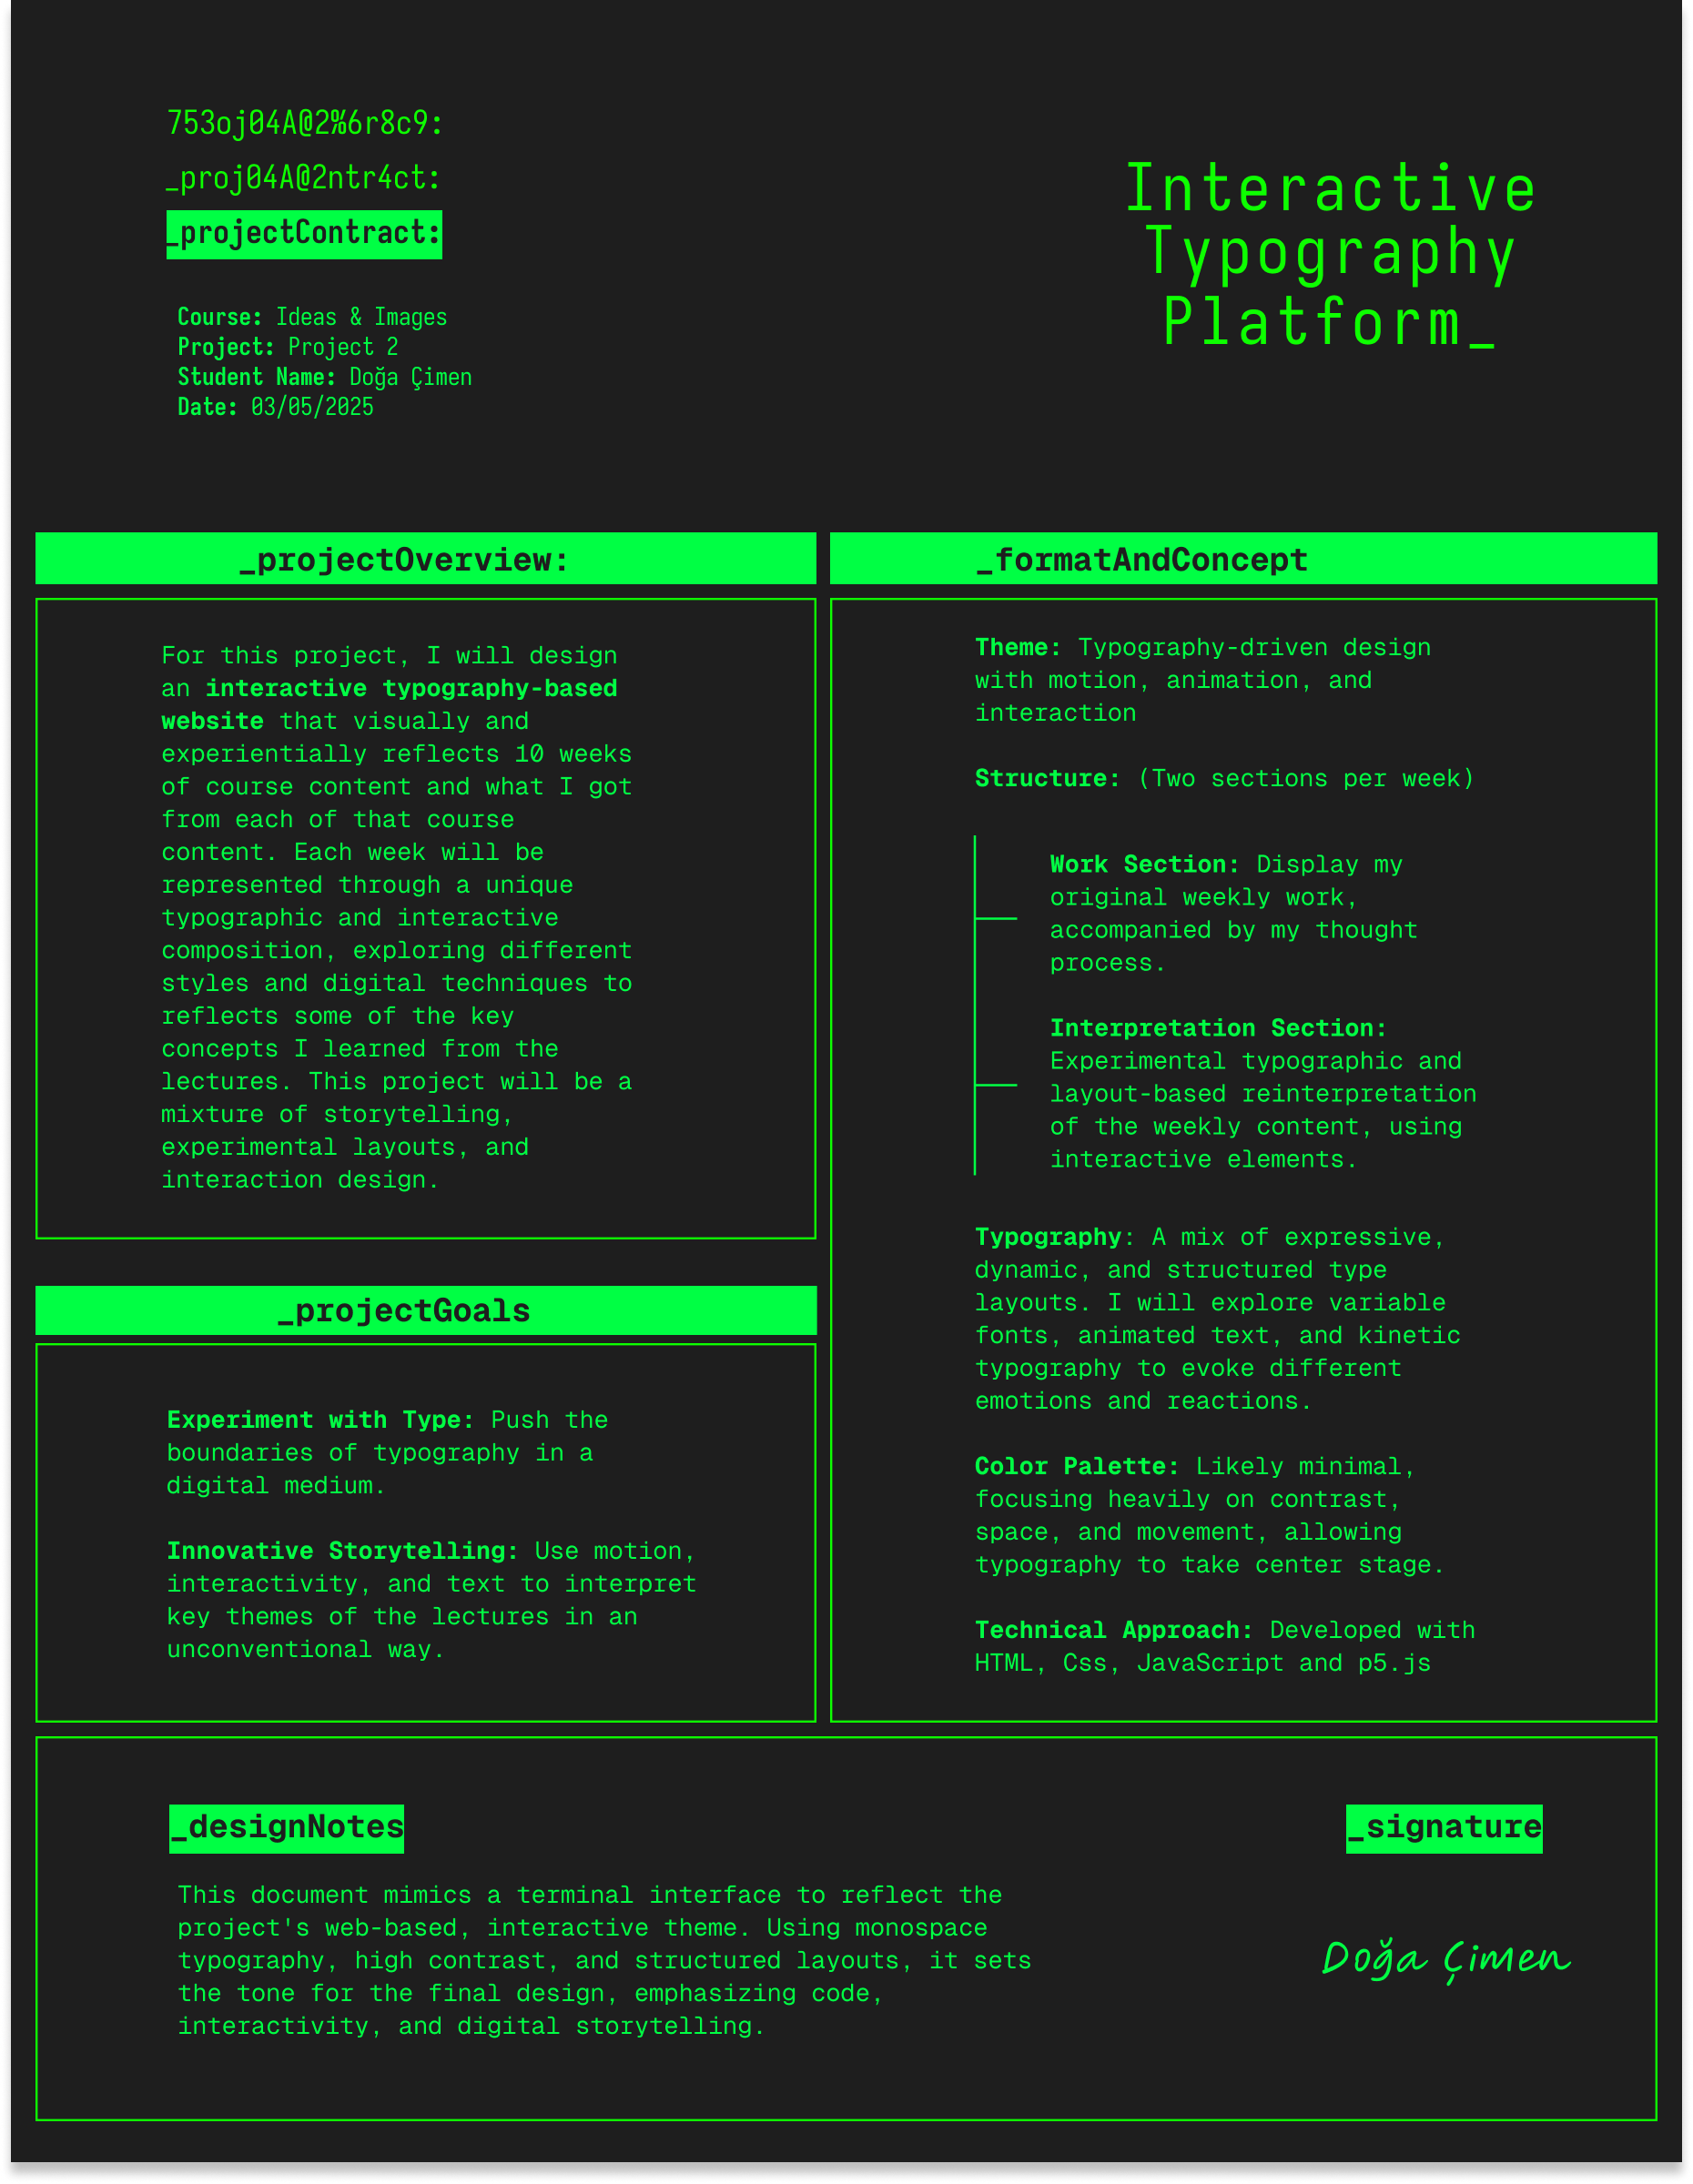 753oj04A@2%6r8c9:
_proj04A@2ntr4ct:
_projectContract:
Course: Ideas & Images
Project: Project 2
Student Name: Doğa Çimen
Date: 03/05/2025
Interactive
Typography
Platform_
_projectOverview:
For this project, I will design
an interactive typography-based
website that visually and
experientially reflects 10 weeks
of course content and what I got
from each of that course
content. Each week will be
represented through a unique
typographic and interactive
composition, exploring different
styles and digital techniques to
reflects some of the key
concepts I learned from the
lectures. This project will be a
mixture of storytelling,
experimental layouts, and
interaction design.
_projectGoals
Experiment with Type: Push the
boundaries of typography in a
digital medium.
Innovative Storytelling: Use motion,
interactivity, and text to interpret
key themes of the lectures in an
unconventional way.
_formatAndConcept
Theme: Typography-driven design
with motion, animation, and
interaction
Structure: (Two sections per week)
Work Section: Display my
original weekly work,
accompanied by my thought
process.
Interpretation Section:
Experimental typographic and
layout-based reinterpretation
of the weekly content, using
interactive elements.
Typography: A mix of expressive,
dynamic, and structured type
layouts. I will explore variable
fonts, animated text, and kinetic
typography to evoke different
emotions and reactions.
Color Palette: Likely minimal,
focusing heavily on contrast,
space, and movement, allowing
typography to take center stage.
Technical Approach: Developed with
HTML, Css, JavaScript and p5.js
_designNotes
This document mimics a terminal interface to reflect the
project's web-based, interactive theme. Using monospace
typography, high contrast, and structured layouts, it sets
the tone for the final design, emphasizing code,
interactivity, and digital storytelling.
_signature
Doğa Çimen